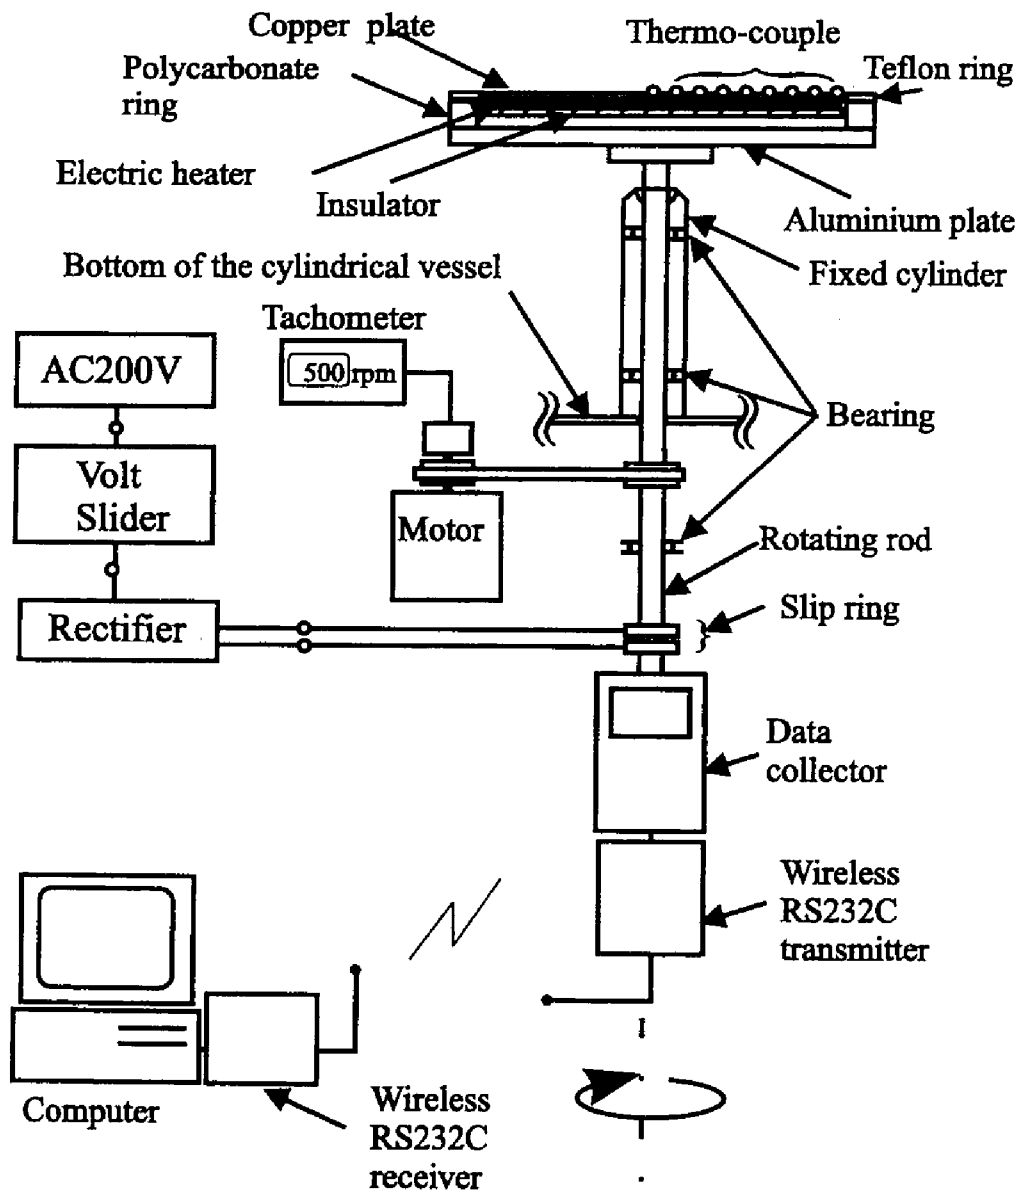 Copper plate
Thermo-couple
Polycarbonate
ring
Teflon ring
Electric heater
Insulator
Aluminium plate
Bottom of the cylindrical vessel
Fixed cylinder
Tachometer
500 rpm
AC200V
Bearing
Volt
Slider
Motor
Rotating rod
Rectifier
Slip ring
Data
collector
Wireless
RS232C
transmitter
Computer
Wireless
RS232C
receiver